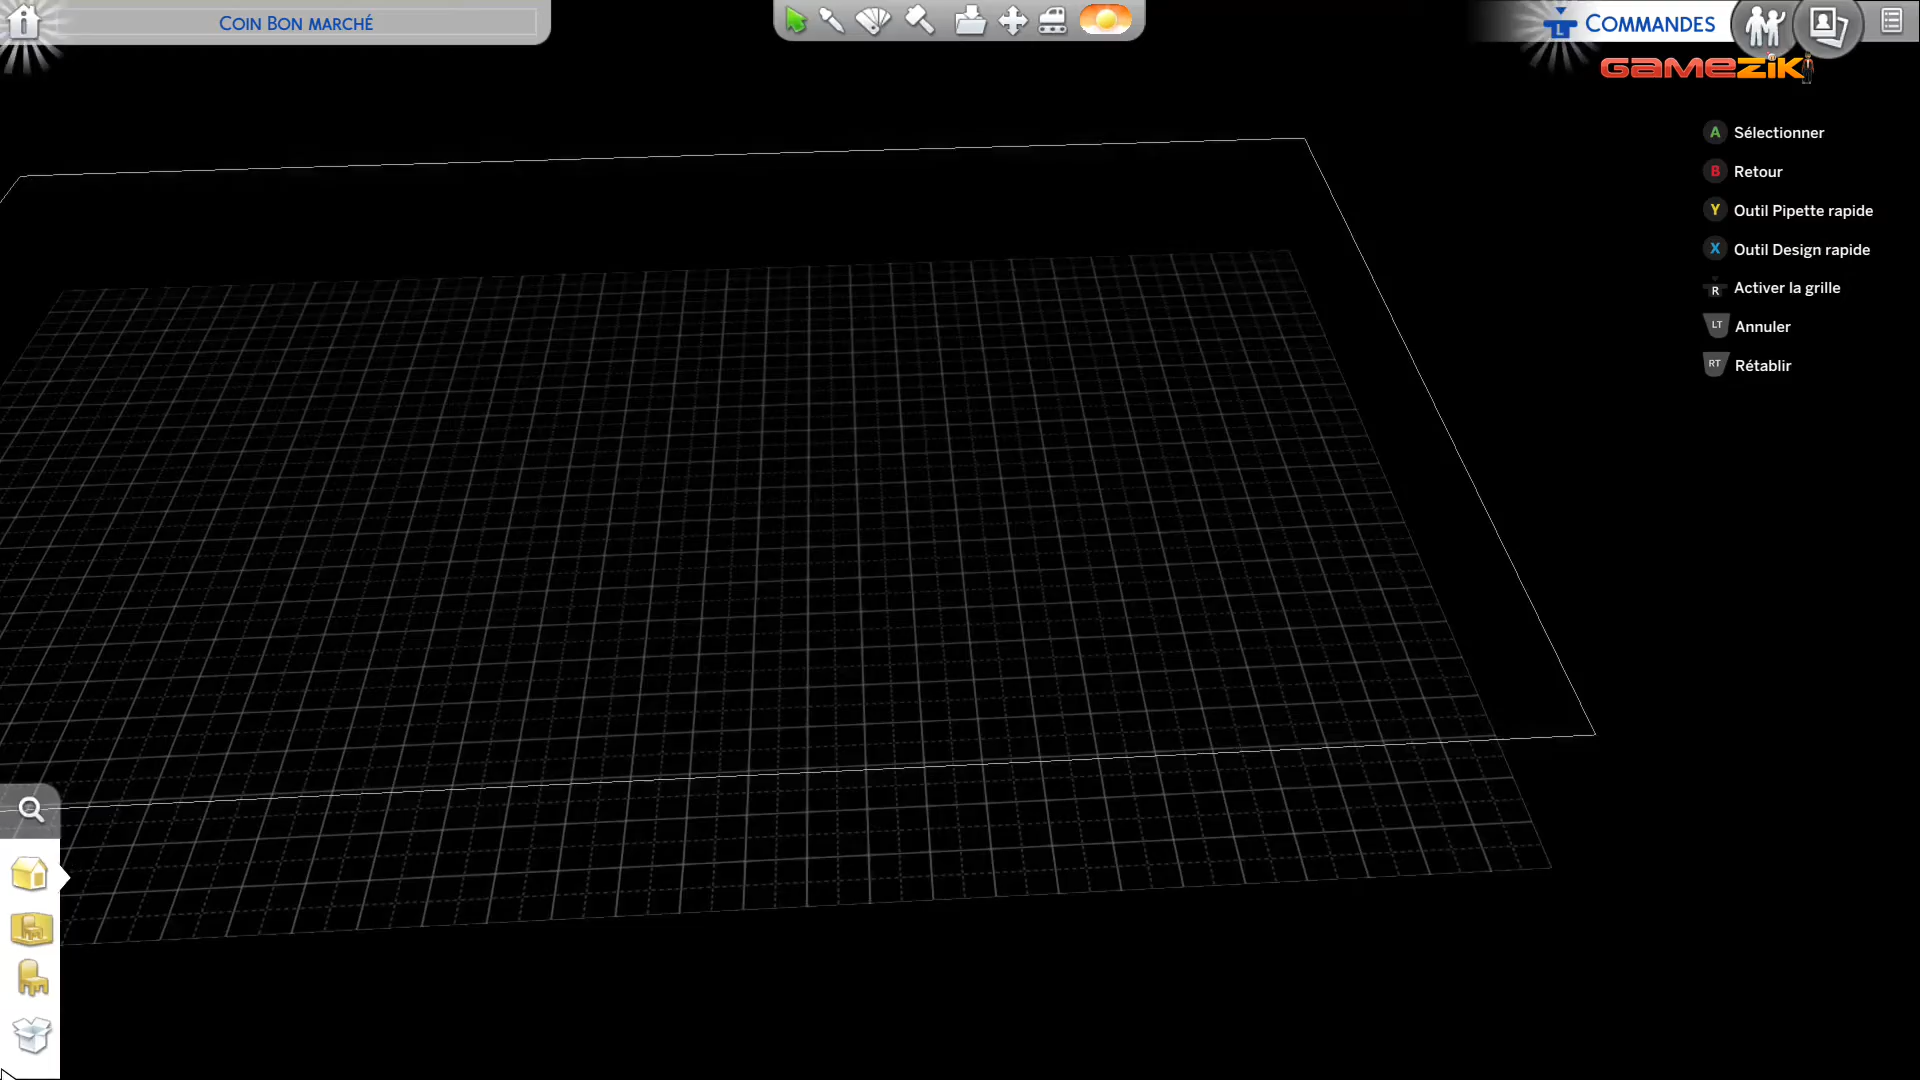 COIN BON MARCHÉ
L COMMANDES
GAMEZIK
A Sélectionner
B Retour
Y Outil Pipette rapide
X Outil Design rapide
R Activer la grille
LT Annuler
RT Rétablir